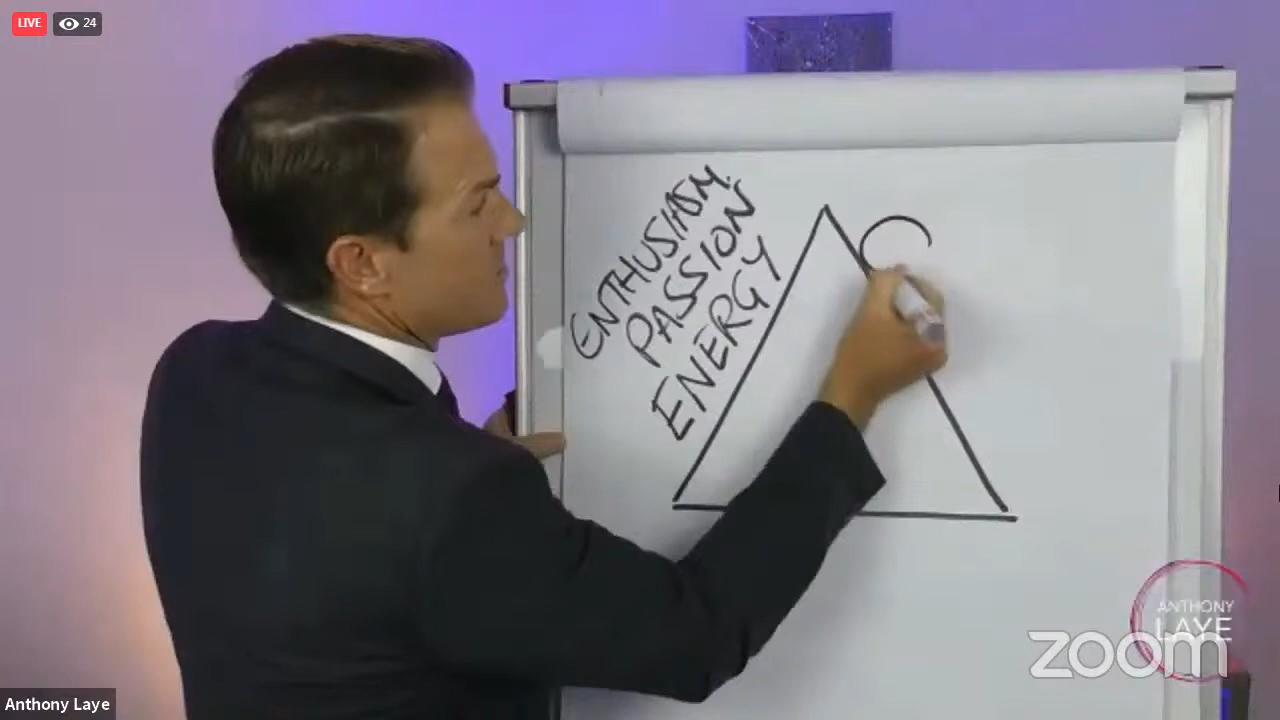 LIVE
24
ENTHUSIASM.
PASSION
ENERGY
ANTHONY
LAYE
zoom
Anthony Laye